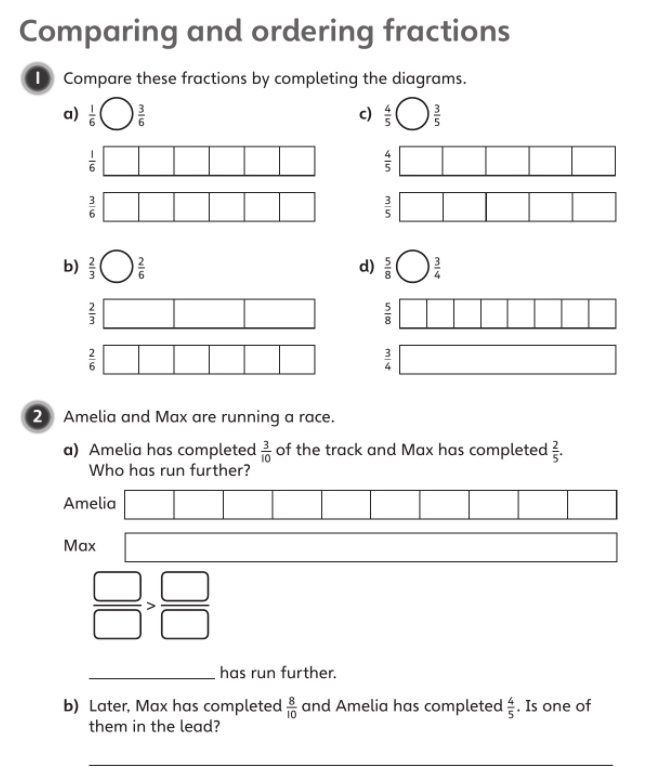 Comparing and ordering fractions
1 Compare these fractions by completing the diagrams.
a) 1/6 ◯ 3/6
1/6
3/6
c) 4/5 ◯ 3/5
4/5
3/5
b) 2/3 ◯ 2/6
2/3
2/6
d) 5/8 ◯ 3/4
5/8
3/4
2 Amelia and Max are running a race.
a) Amelia has completed 3/10 of the track and Max has completed 2/5.
Who has run further?
Amelia
Max
>
____________ has run further.
b) Later, Max has completed 8/10 and Amelia has completed 4/5. Is one of
them in the lead?